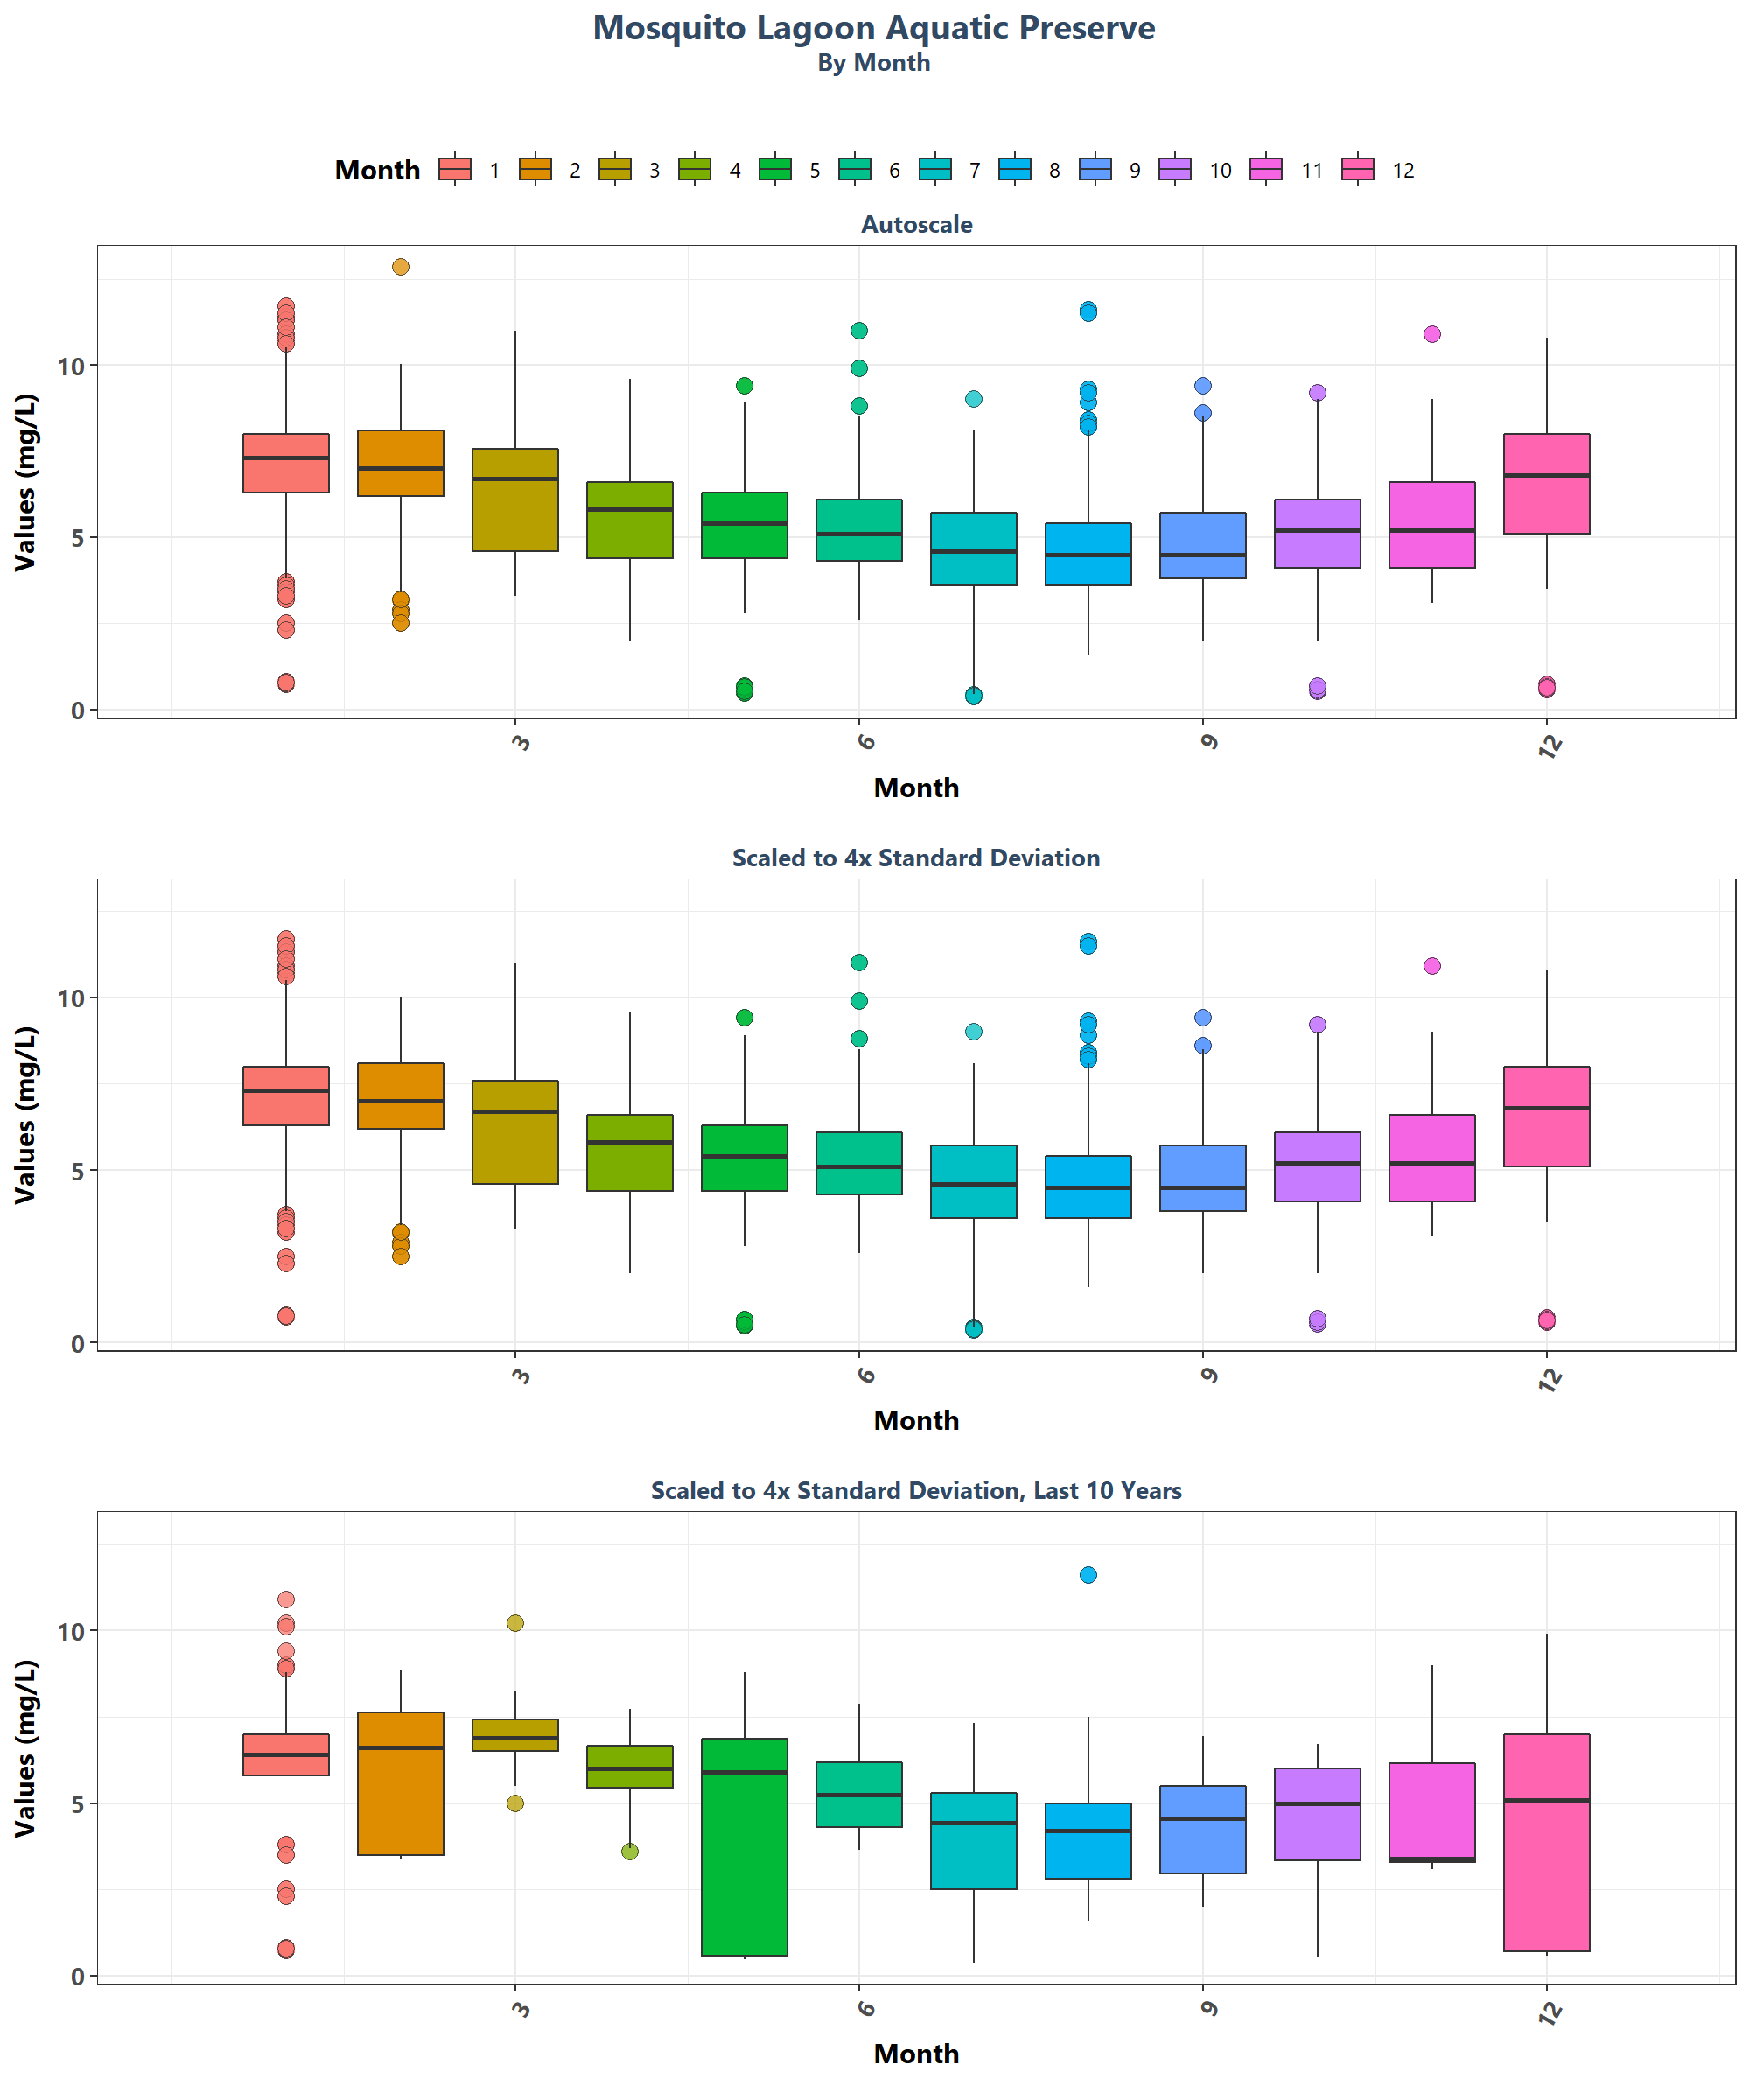 Mosquito Lagoon Aquatic Preserve
By Month
Month 1 2 3 4 5 6 7 8 9 10 11 12
Autoscale
Values (mg/L)
10
5
0
3 6 9 12
Month
Scaled to 4x Standard Deviation
Values (mg/L)
10
5
0
3 6 9 12
Month
Scaled to 4x Standard Deviation, Last 10 Years
Values (mg/L)
10
5
0
3 6 9 12
Month